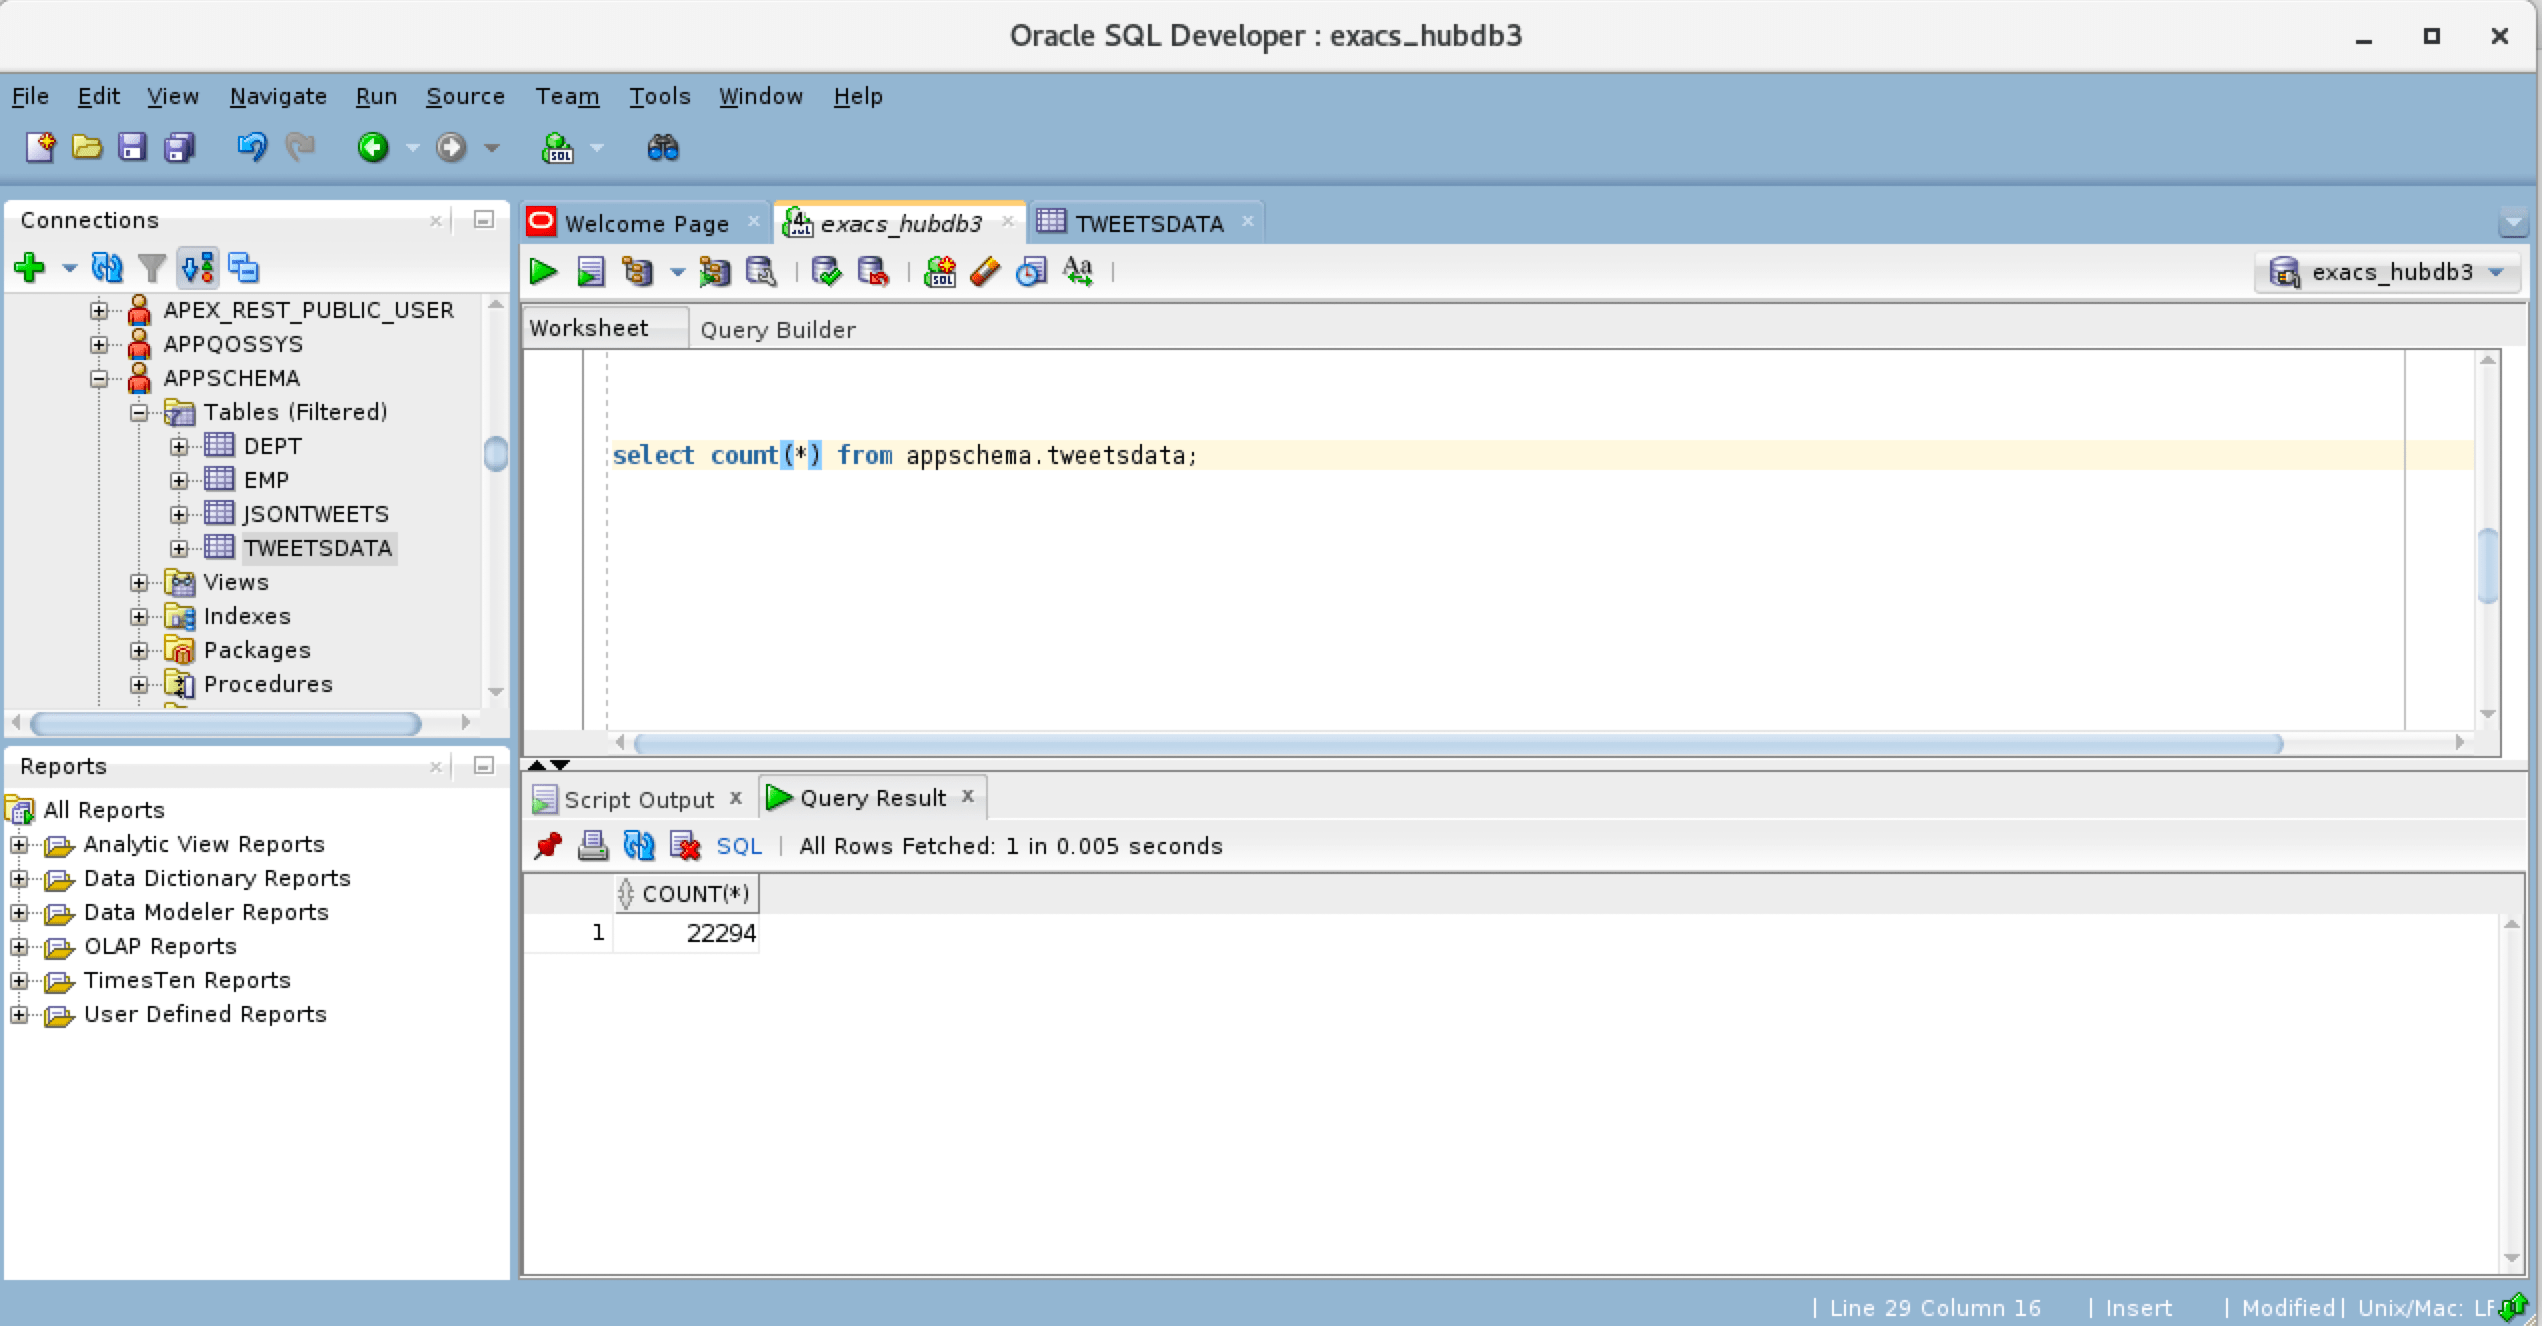 Oracle SQL Developer : exacs_hubdb3
File Edit View Navigate Run Source Team Tools Window Help
Connections
APEX_REST_PUBLIC_USER
APPQOSSYS
APPSCHEMA
Tables (Filtered)
DEPT
EMP
JSONTWEETS
TWEETSDATA
Views
Indexes
Packages
Procedures
Reports
All Reports
Analytic View Reports
Data Dictionary Reports
Data Modeler Reports
OLAP Reports
TimesTen Reports
User Defined Reports
Welcome Page exacs_hubdb3 TWEETSDATA
exacs_hubdb3
Worksheet Query Builder
select count(*) from appschema.tweetsdata;
Script Output x Query Result x
SQL | All Rows Fetched: 1 in 0.005 seconds
COUNT(*)
1 22294
| Line 29 Column 16 | Insert | Modified | Unix/Mac: LF